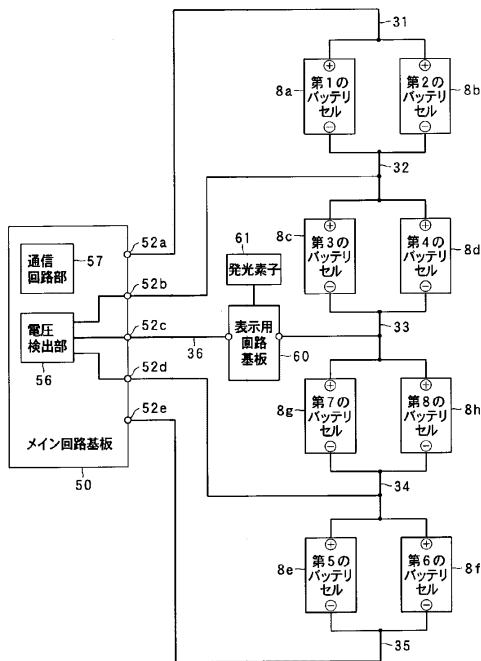 31
8a
第1の
バッテリ
セル
第2の
バッテリ
セル
8b
32
52a
通信
回路部
57
52b
61
発光素子
8c
第3の
バッテリ
セル
第4の
バッテリ
セル
8d
電圧
検出部
56
52c
36
表示用
回路
基板
60
33
52d
52e
8g
第7の
バッテリ
セル
第8の
バッテリ
セル
8h
メイン回路基板
50
34
8e
第5の
バッテリ
セル
第6の
バッテリ
セル
8f
35